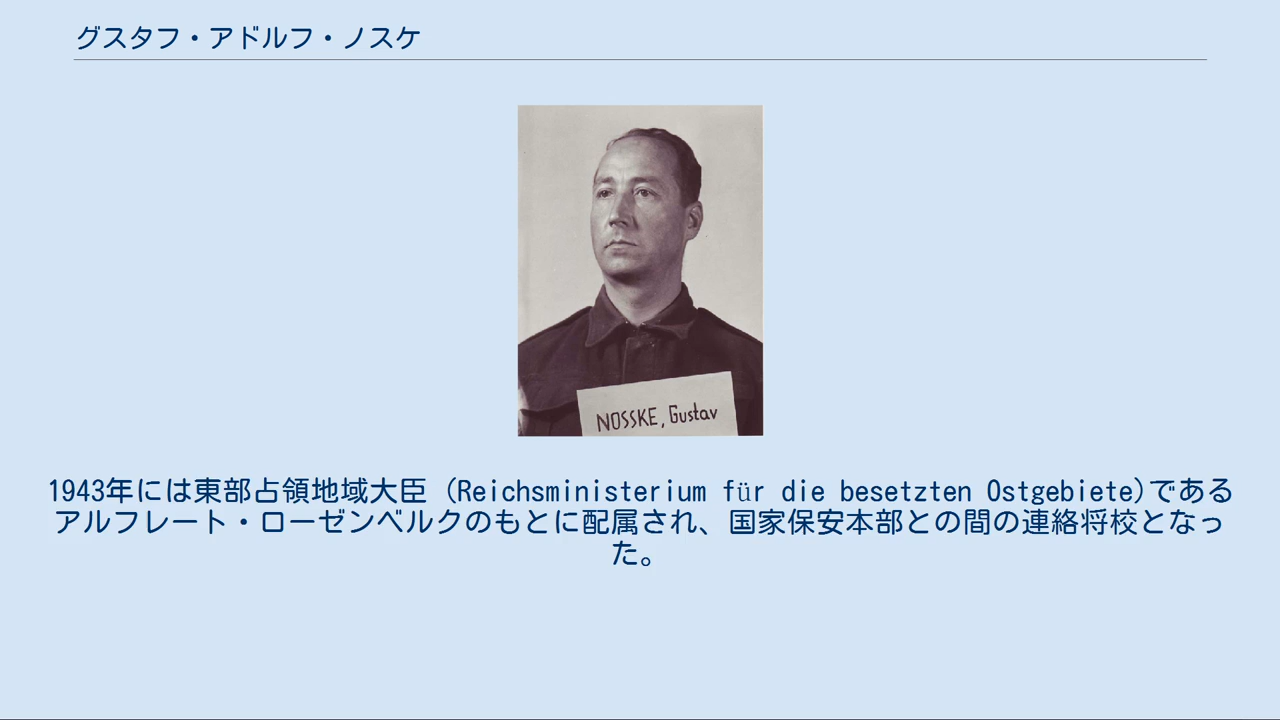 グスタフ・アドルフ・ノスケ
NOSSKE, Gustav
1943年には東部占領地域大臣 (Reichsministerium für die besetzten Ostgebiete)である
アルフレート・ローゼンベルクのもとに配属され、国家保安本部との間の連絡将校となっ
た。